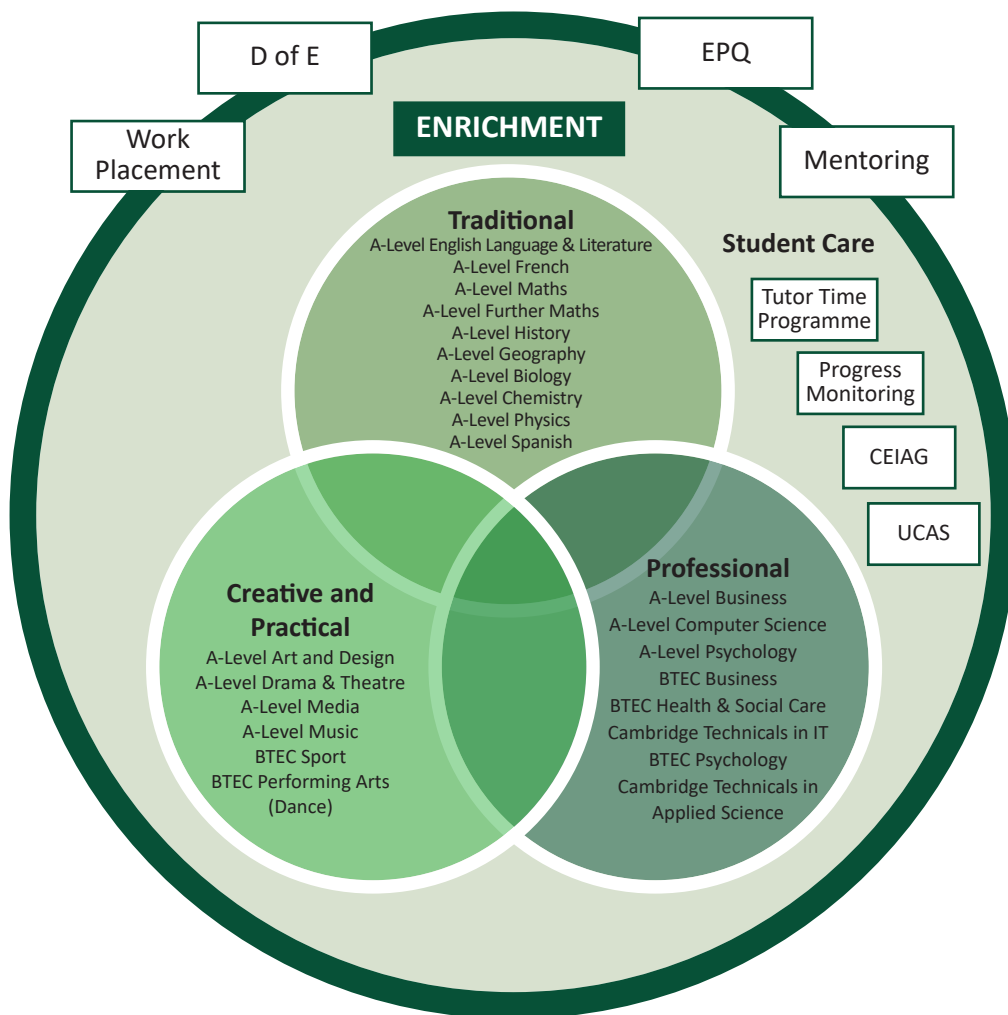 D of E
EPQ
ENRICHMENT
Work
Placement
Mentoring
Traditional
A-Level English Language & Literature
A-Level French
A-Level Maths
A-Level Further Maths
A-Level History
A-Level Geography
A-Level Biology
A-Level Chemistry
A-Level Physics
A-Level Spanish
Student Care
Tutor Time
Programme
Progress
Monitoring
CEIAG
UCAS
Creative and
Practical
A-Level Art and Design
A-Level Drama & Theatre
A-Level Media
A-Level Music
BTEC Sport
BTEC Performing Arts
(Dance)
Professional
A-Level Business
A-Level Computer Science
A-Level Psychology
BTEC Business
BTEC Health & Social Care
Cambridge Technicals in IT
BTEC Psychology
Cambridge Technicals in
Applied Science